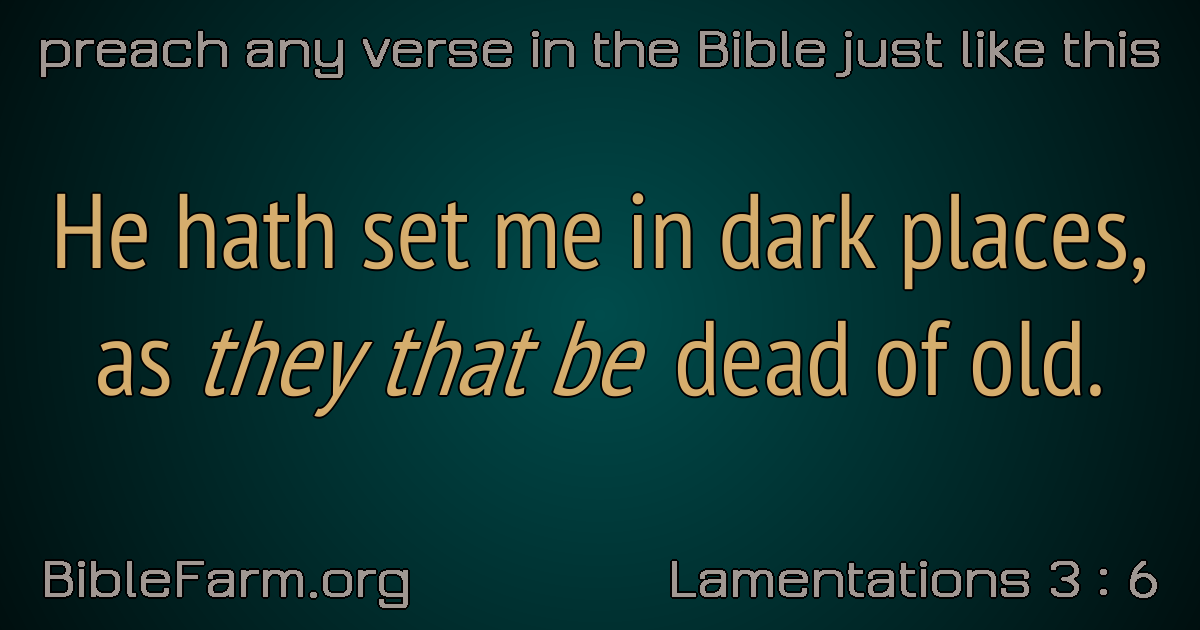 preach any verse in the Bible just like this
He hath set me in dark places,
as they that be dead of old.
BibleFarm.org
Lamentations 3 : 6